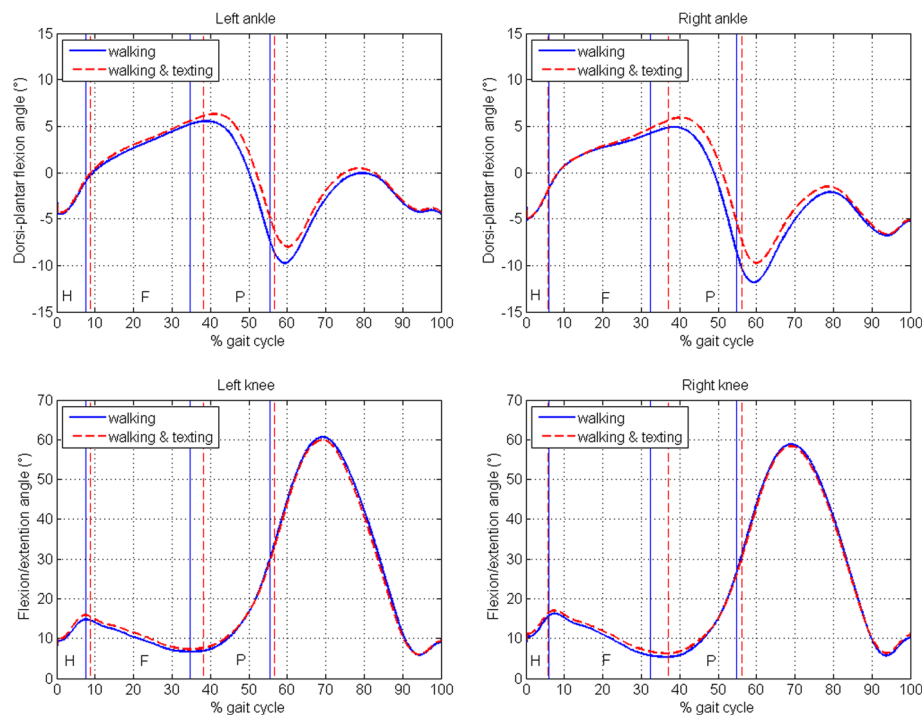 Left ankle
walking
walking & texting
Dorsi-plantar flexion angle (°)
15
10
5
0
-5
-10
-15
H
F
P
0 10 20 30 40 50 60 70 80 90 100
% gait cycle
Right ankle
walking
walking & texting
Dorsi-plantar flexion angle (°)
15
10
5
0
-5
-10
-15
H
F
P
0 10 20 30 40 50 60 70 80 90 100
% gait cycle
Left knee
walking
walking & texting
Flexion/extention angle (°)
70
60
50
40
30
20
10
0
H
F
P
0 10 20 30 40 50 60 70 80 90 100
% gait cycle
Right knee
walking
walking & texting
Flexion/extention angle (°)
70
60
50
40
30
20
10
0
H
F
P
0 10 20 30 40 50 60 70 80 90 100
% gait cycle